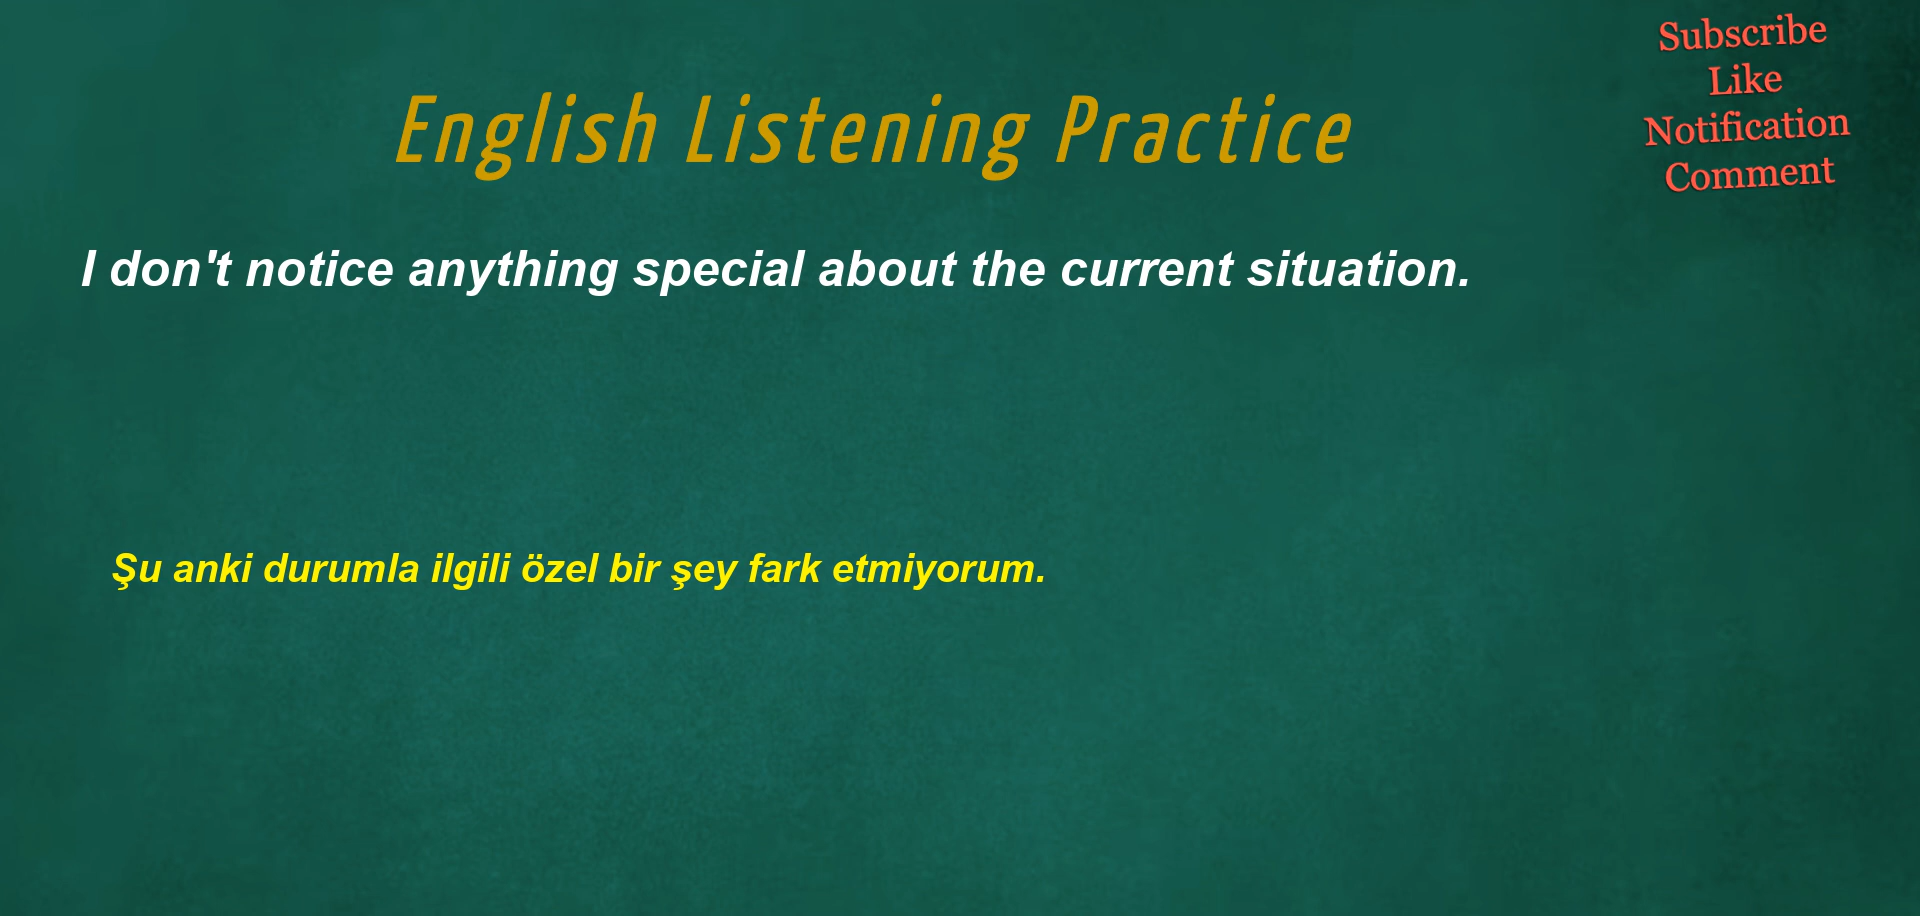 Subscribe
Like
Notification
Comment
English Listening Practice
I don't notice anything special about the current situation.
Şu anki durumla ilgili özel bir şey fark etmiyorum.